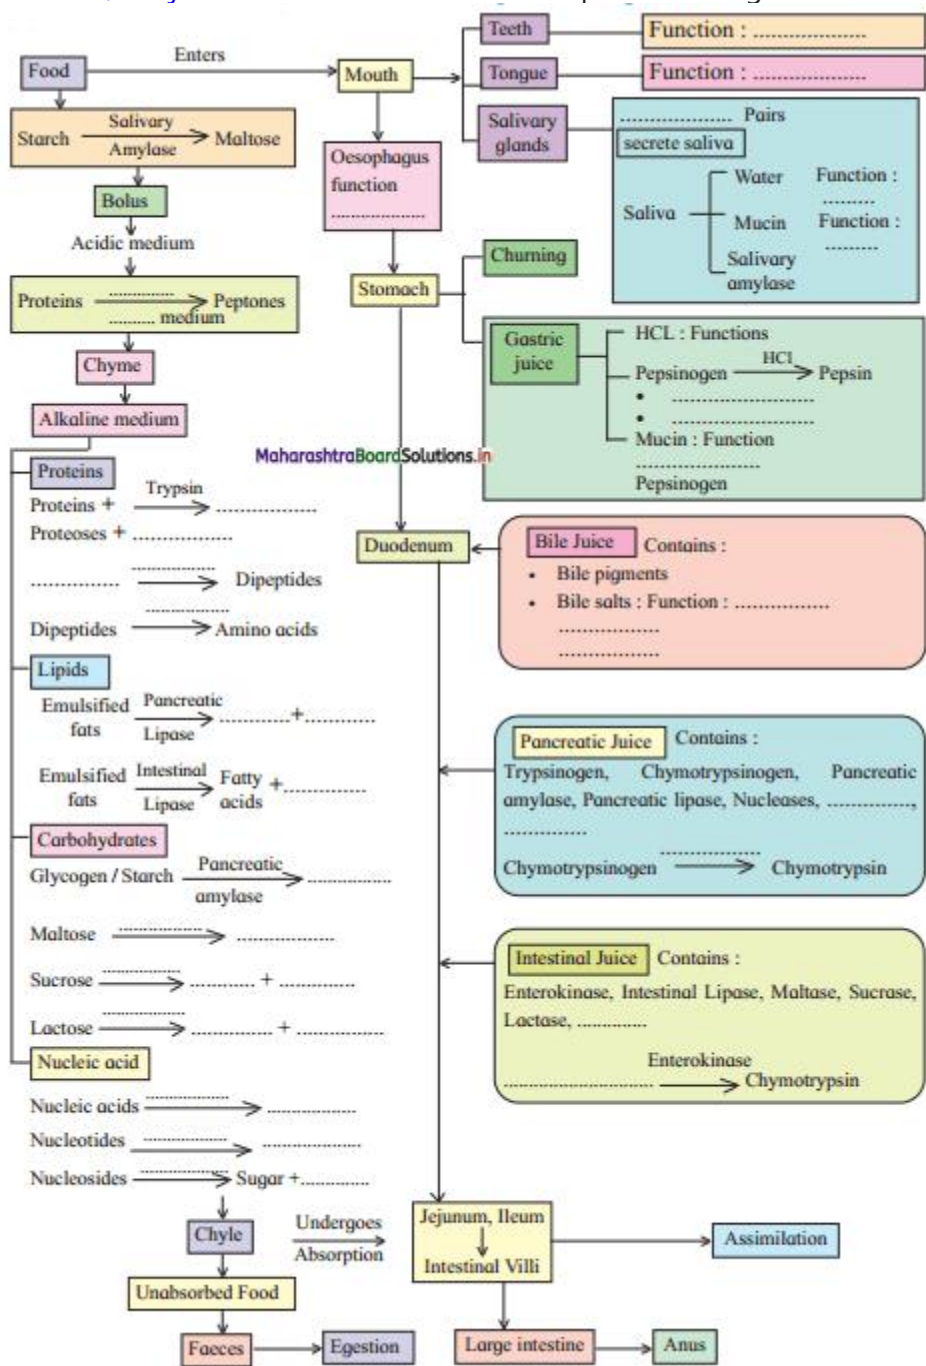 Teeth
Function : ...................
Enters
Food
Mouth
Tongue
Function : ...................
Salivary
Starch
Maltose
Amylase
Salivary
glands
.................... Pairs
secrete saliva
Oesophagus
function
.................
Water
Function :
.........
Saliva
Mucin
Function :
.........
Salivary
amylase
Bolus
Acidic medium
Churning
Stomach
Proteins
............
Peptones
......... medium
Gastric
juice
HCL : Functions
Pepsinogen
HCl
Pepsin
• ........................
• ........................
Mucin : Function
.....................
Pepsinogen
Chyme
Alkaline medium
MaharashtraBoardSolutions.in
Proteins
Proteins +
Trypsin
..................
Proteoses + .................
Duodenum
Bile Juice
Contains :
• Bile pigments
• Bile salts : Function : ................
.................
.................
...............
..............
Dipeptides
..............
Dipeptides
Amino acids
Lipids
Emulsified
fats
Pancreatic
Lipase
............. + ............
Emulsified
fats
Intestinal
Lipase
Fatty
acids
+ ................
Pancreatic Juice
Contains :
Trypsinogen, Chymotrypsinogen, Pancreatic
amylase, Pancreatic lipase, Nucleases, ...............,
..............
Chymotrypsinogen
.....................
Chymotrypsin
Carbohydrates
Glycogen / Starch
Pancreatic
amylase
..............
Maltose
...................
.................
Sucrose
..............
........... + .............
Lactose
..............
............. + ...............
Intestinal Juice
Contains :
Enterokinase, Intestinal Lipase, Maltase, Sucrase,
Lactase, ............
..........................
Enterokinase
Chymotrypsin
Nucleic acid
Nucleic acids
..............
...............
Nucleotides
..............
.................
Nucleosides
...............
Sugar +............
Chyle
Undergoes
Absorption
Jejunum, Ileum
Intestinal Villi
Assimilation
Unabsorbed Food
Faeces
Egestion
Large intestine
Anus